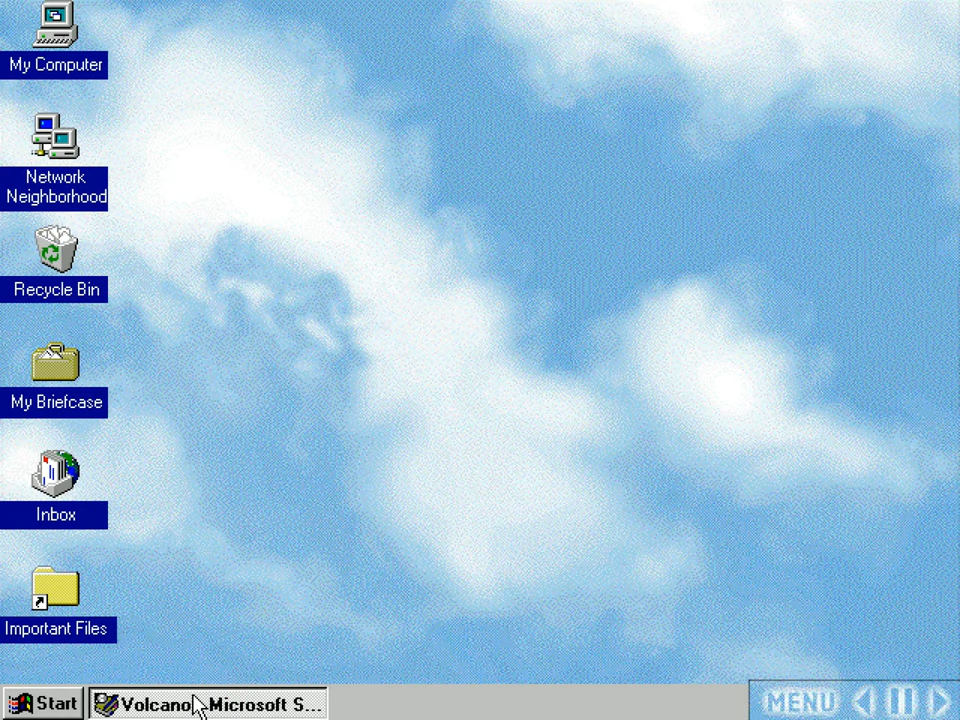 My Computer
Network
Neighborhood
Recycle Bin
My Briefcase
Inbox
Important Files
Start
Volcano Microsoft S...
MENU